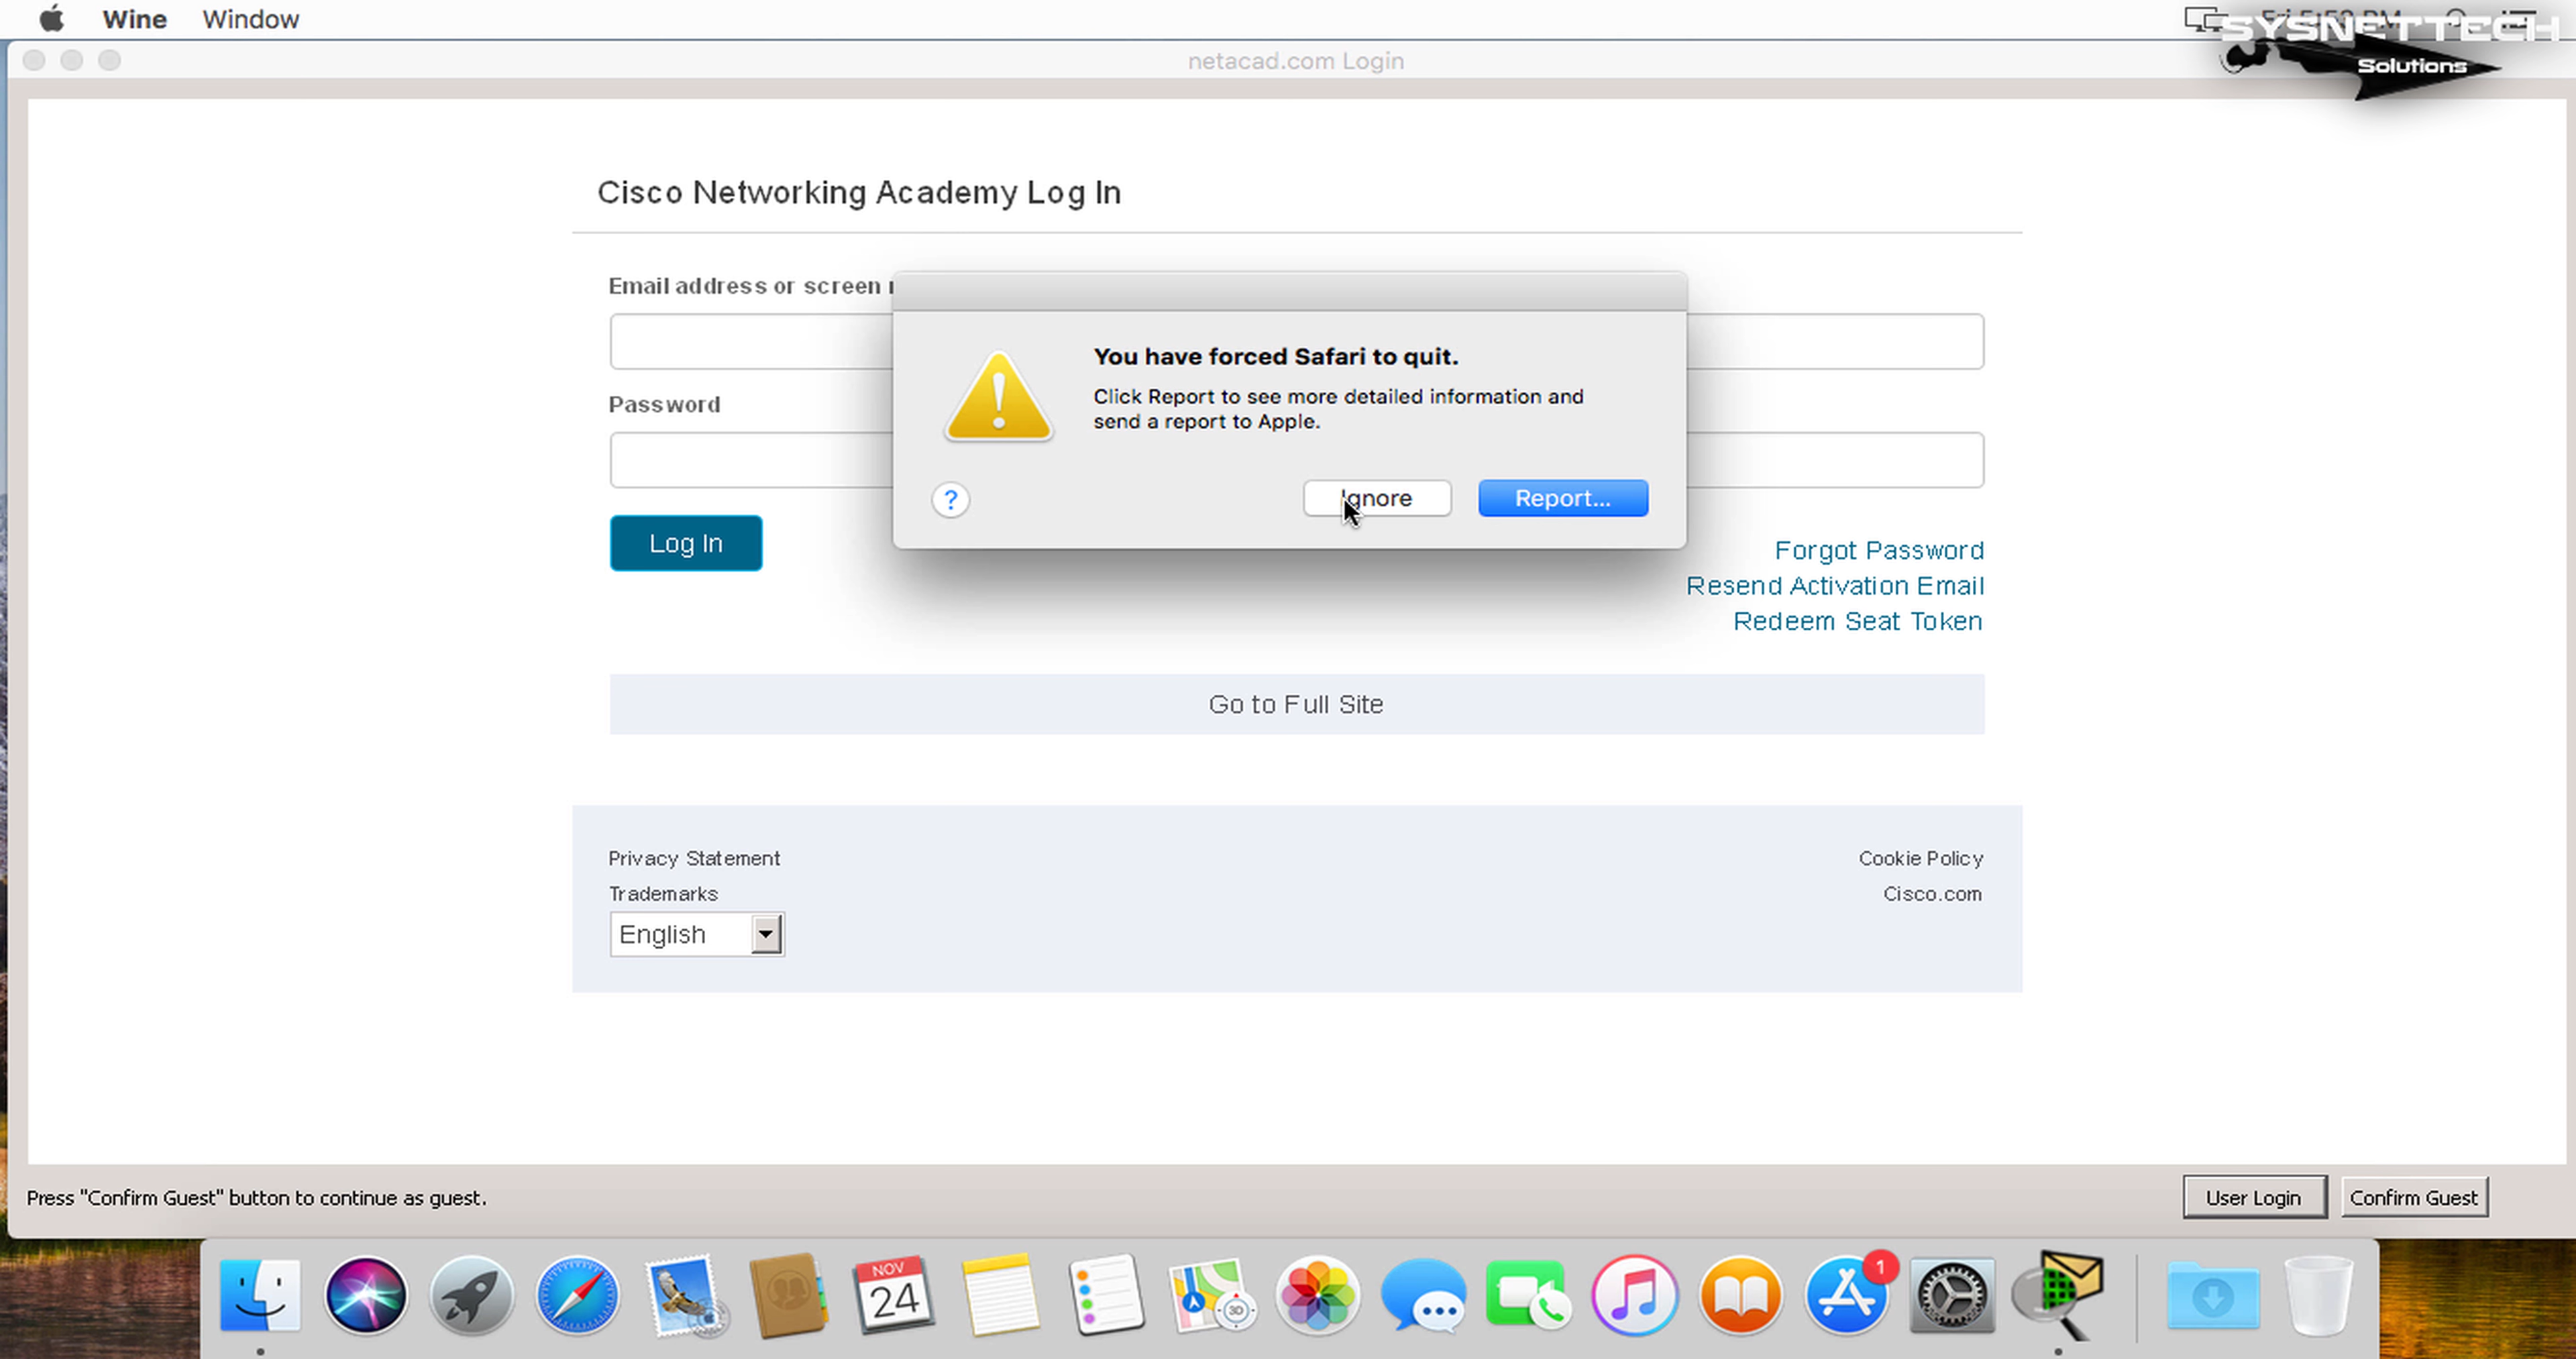 Wine Window
SYSNETTECH
Solutions
netacad.com Login
Cisco Networking Academy Log In
Email address or screen
You have forced Safari to quit.
Click Report to see more detailed information and
send a report to Apple.
Password
? Ignore Report...
Log In
Forgot Password
Resend Activation Email
Redeem Seat Token
Go to Full Site
Privacy Statement
Cookie Policy
Trademarks
Cisco.com
English
Press "Confirm Guest" button to continue as guest.
User Login Confirm Guest
NOV
24
3D
1